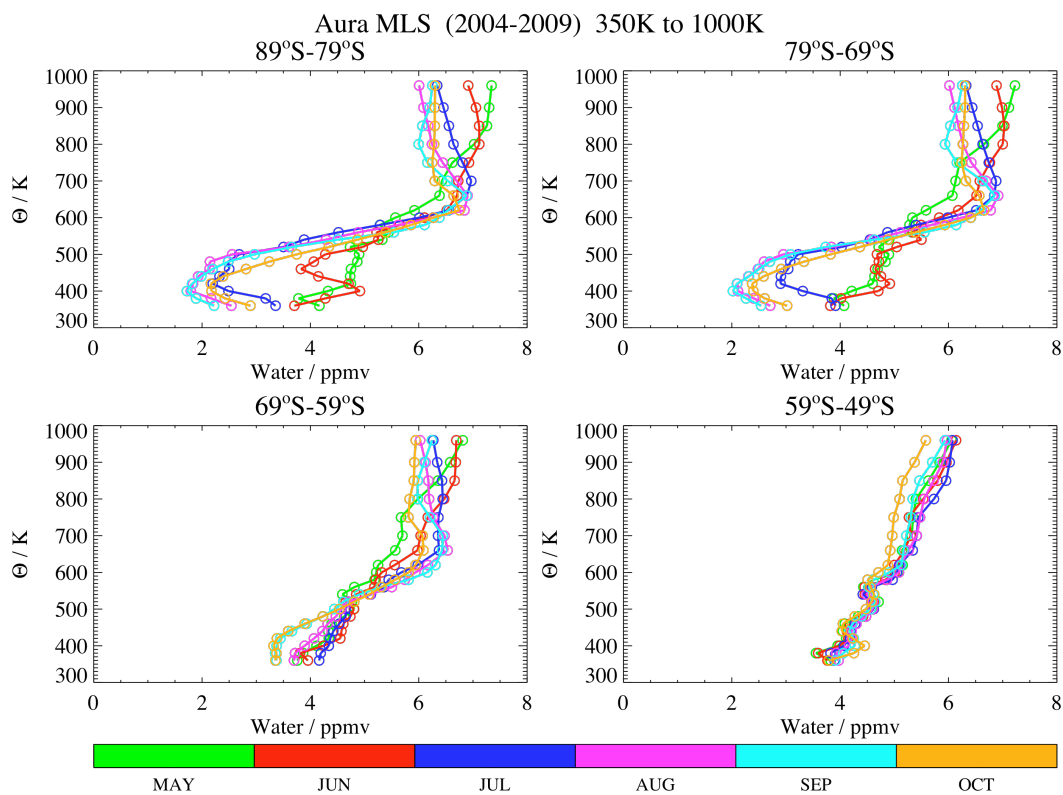 Aura MLS (2004-2009) 350K to 1000K
89°S-79°S
79°S-69°S
1000
900
800
700
600
500
400
300
Θ / K
0 2 4 6 8
Water / ppmv
1000
900
800
700
600
500
400
300
Θ / K
0 2 4 6 8
Water / ppmv
69°S-59°S
59°S-49°S
1000
900
800
700
600
500
400
300
Θ / K
0 2 4 6 8
Water / ppmv
1000
900
800
700
600
500
400
300
Θ / K
0 2 4 6 8
Water / ppmv
MAY JUN JUL AUG SEP OCT